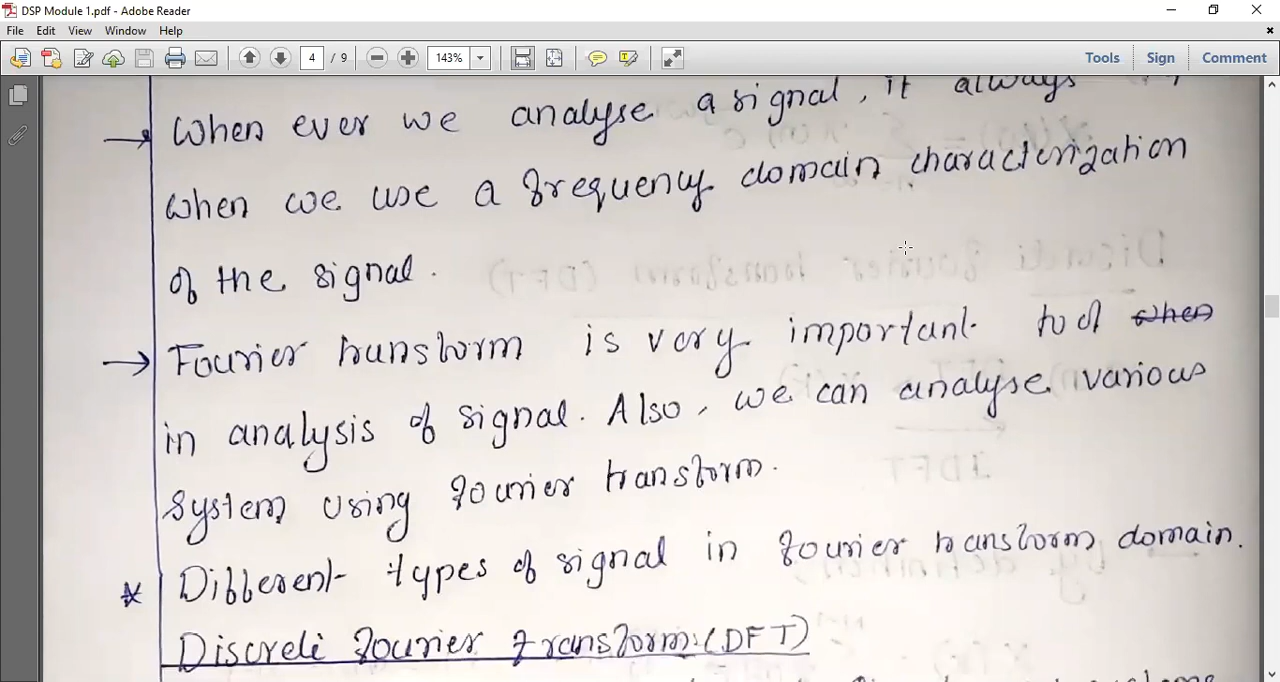 DSP Module 1.pdf - Adobe Reader
File Edit View Window Help
4 / 9 143% Tools Sign Comment
When ever we analyse a signal, it always
when we use a frequency domain characterization
of the signal.
→ Fourier transform is very important tool when
in analysis of signal. Also, we can analyse various
system using fourier transform.
* Different types of signal in fourier transform domain.
Discrete fourier transform:(DFT)